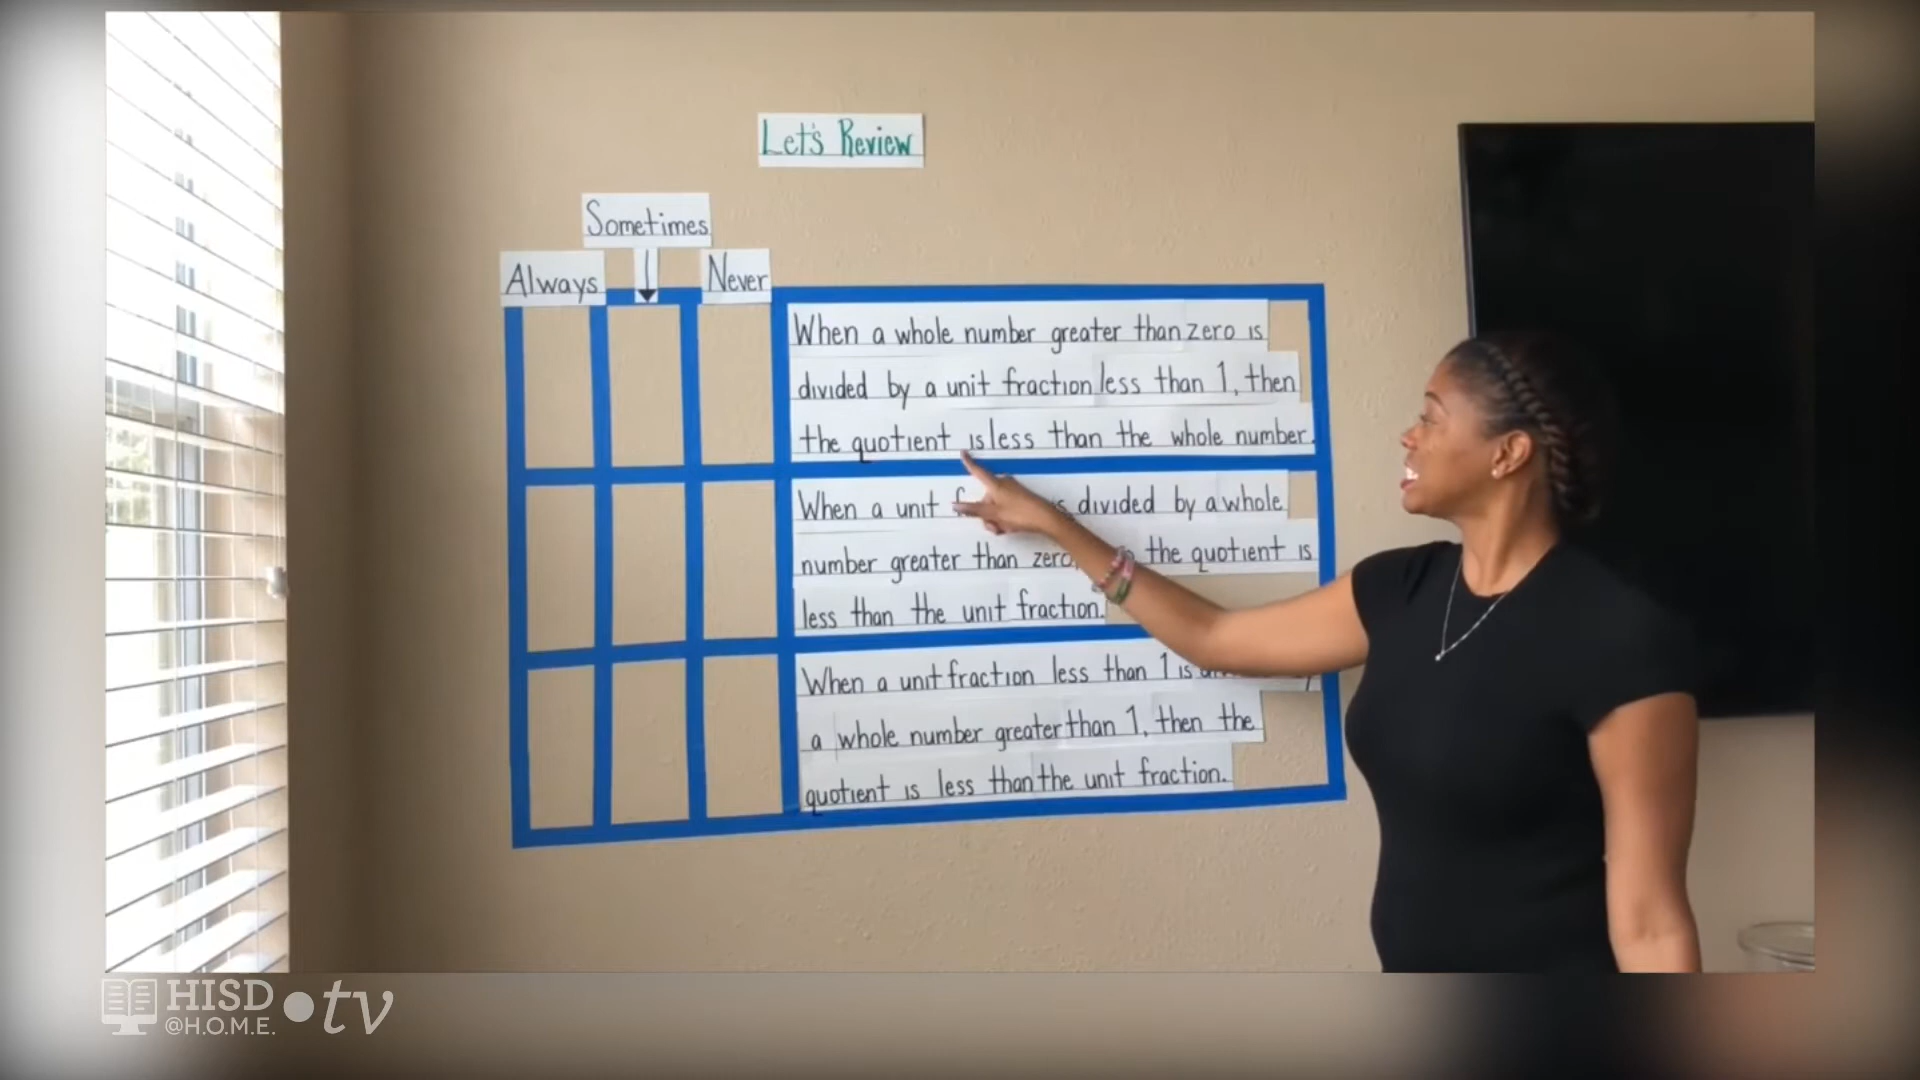 Let's Review
Sometimes
Always
Never
When a whole number greater than zero is
divided by a unit fraction less than 1, then
the quotient is less than the whole number.
When a unit divided by a whole
number greater than zero, the quotient is
less than the unit fraction.
When a unit fraction less than 1 is
a whole number greater than 1, then the
quotient is less than the unit fraction.
HISD
@H.O.M.E.
.tv